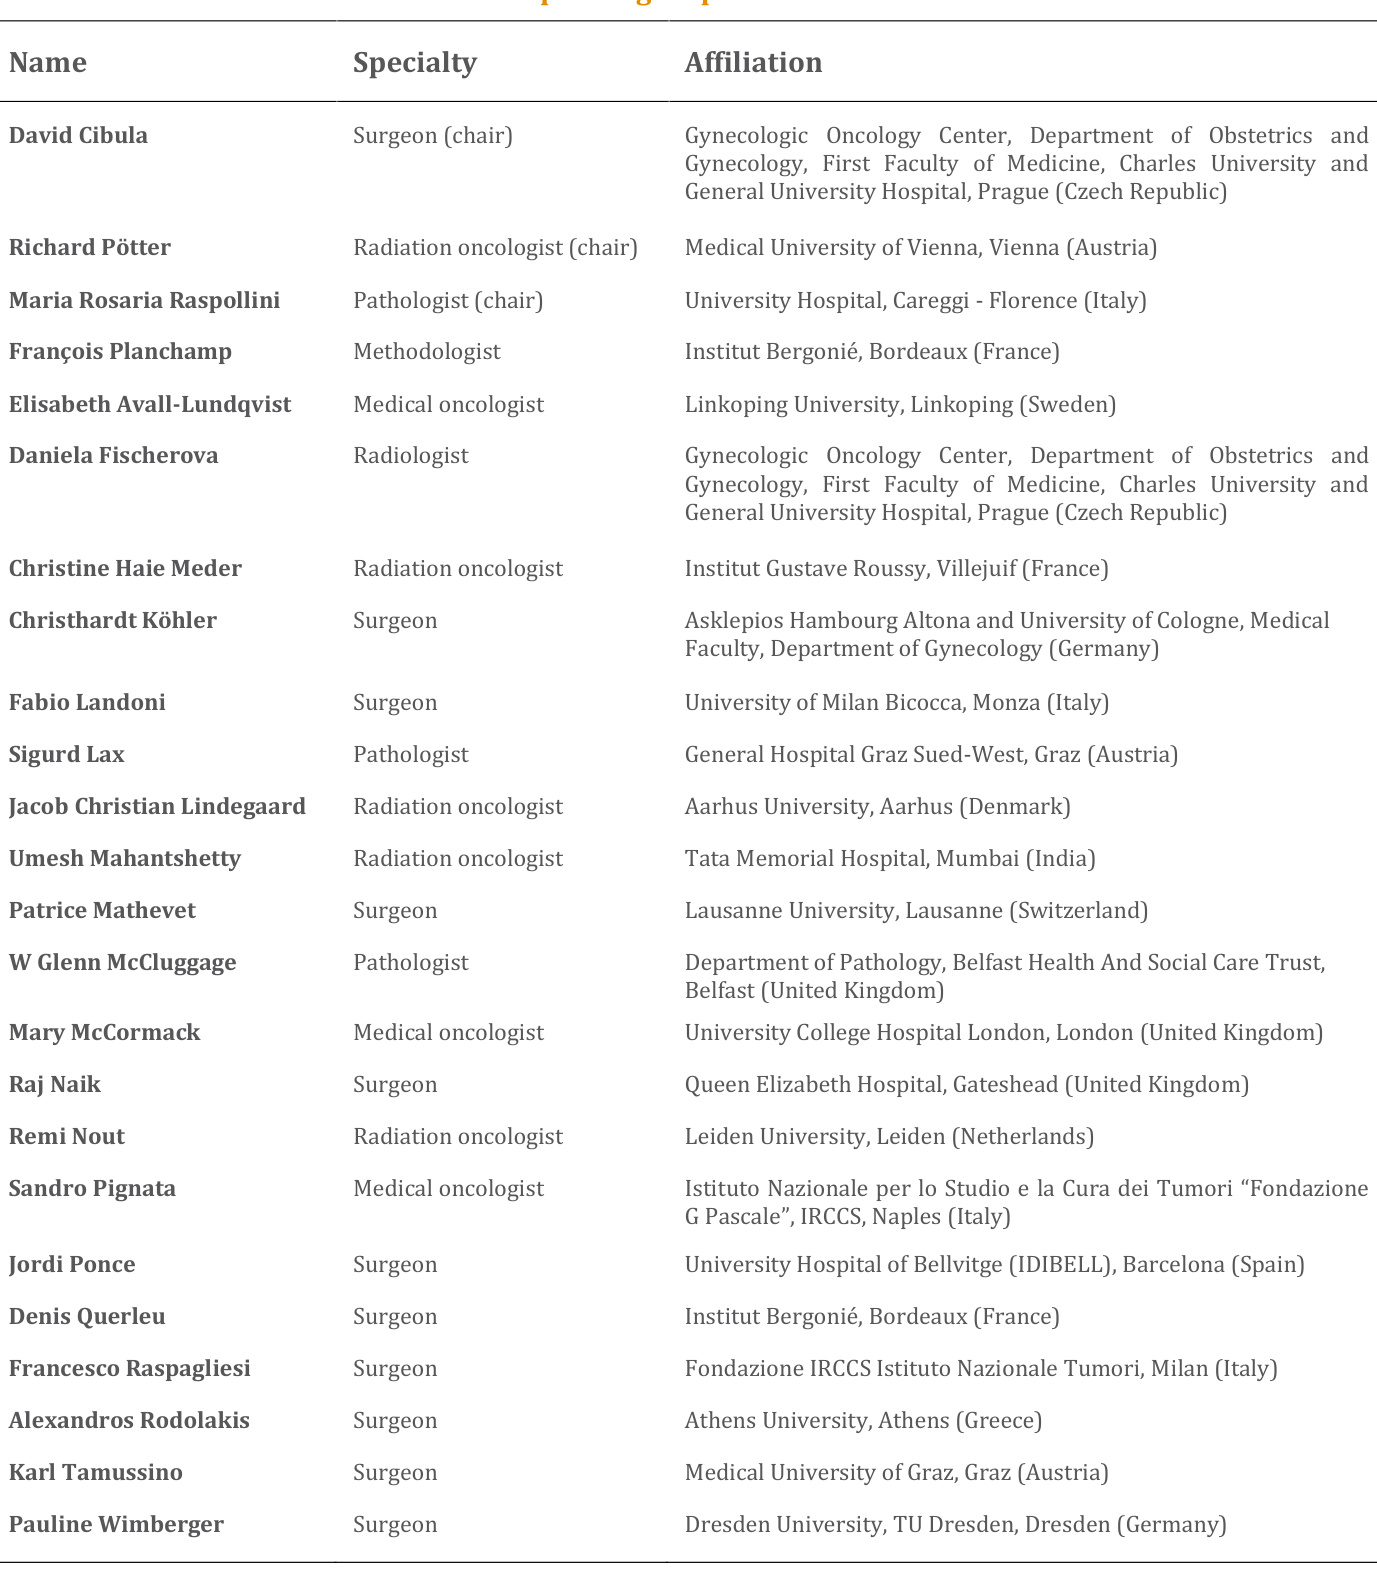 Name Specialty Affiliation
David Cibula Surgeon (chair) Gynecologic Oncology Center, Department of Obstetrics and
Gynecology, First Faculty of Medicine, Charles University and
General University Hospital, Prague (Czech Republic)
Richard Pötter Radiation oncologist (chair) Medical University of Vienna, Vienna (Austria)
Maria Rosaria Raspollini Pathologist (chair) University Hospital, Careggi - Florence (Italy)
François Planchamp Methodologist Institut Bergonié, Bordeaux (France)
Elisabeth Avall-Lundqvist Medical oncologist Linkoping University, Linkoping (Sweden)
Daniela Fischerova Radiologist Gynecologic Oncology Center, Department of Obstetrics and
Gynecology, First Faculty of Medicine, Charles University and
General University Hospital, Prague (Czech Republic)
Christine Haie Meder Radiation oncologist Institut Gustave Roussy, Villejuif (France)
Christhardt Köhler Surgeon Asklepios Hambourg Altona and University of Cologne, Medical
Faculty, Department of Gynecology (Germany)
Fabio Landoni Surgeon University of Milan Bicocca, Monza (Italy)
Sigurd Lax Pathologist General Hospital Graz Sued-West, Graz (Austria)
Jacob Christian Lindegaard Radiation oncologist Aarhus University, Aarhus (Denmark)
Umesh Mahantshetty Radiation oncologist Tata Memorial Hospital, Mumbai (India)
Patrice Mathevet Surgeon Lausanne University, Lausanne (Switzerland)
W Glenn McCluggage Pathologist Department of Pathology, Belfast Health And Social Care Trust,
Belfast (United Kingdom)
Mary McCormack Medical oncologist University College Hospital London, London (United Kingdom)
Raj Naik Surgeon Queen Elizabeth Hospital, Gateshead (United Kingdom)
Remi Nout Radiation oncologist Leiden University, Leiden (Netherlands)
Sandro Pignata Medical oncologist Istituto Nazionale per lo Studio e la Cura dei Tumori “Fondazione
G Pascale”, IRCCS, Naples (Italy)
Jordi Ponce Surgeon University Hospital of Bellvitge (IDIBELL), Barcelona (Spain)
Denis Querleu Surgeon Institut Bergonié, Bordeaux (France)
Francesco Raspagliesi Surgeon Fondazione IRCCS Istituto Nazionale Tumori, Milan (Italy)
Alexandros Rodolakis Surgeon Athens University, Athens (Greece)
Karl Tamussino Surgeon Medical University of Graz, Graz (Austria)
Pauline Wimberger Surgeon Dresden University, TU Dresden, Dresden (Germany)